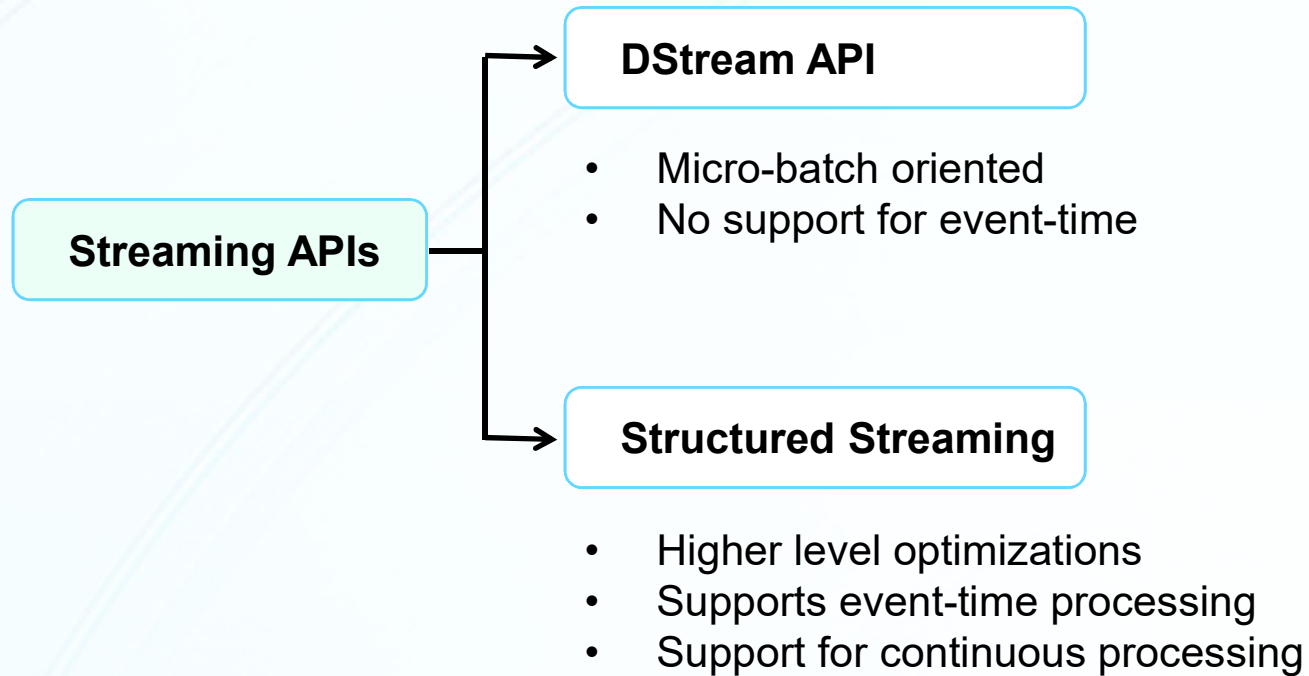 DStream API
• Micro-batch oriented
• No support for event-time
Streaming APIs
Structured Streaming
• Higher level optimizations
• Supports event-time processing
• Support for continuous processing